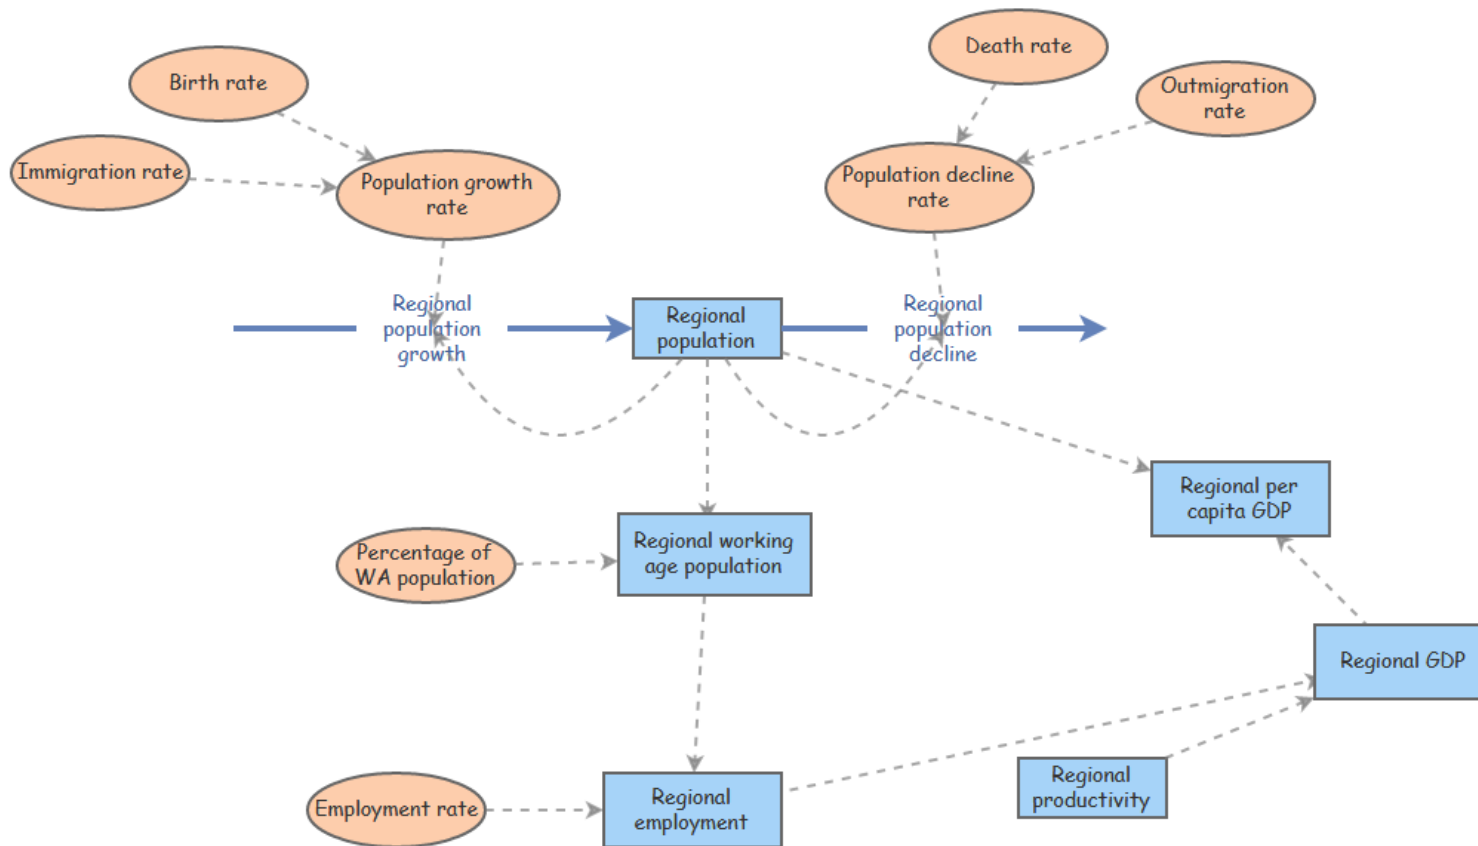 Death rate
Birth rate
Outmigration
rate
Immigration rate
Population growth
rate
Population decline
rate
Regional
population
growth
Regional
population
Regional
population
decline
Regional per
capita GDP
Percentage of
WA population
Regional working
age population
Regional GDP
Employment rate
Regional
employment
Regional
productivity